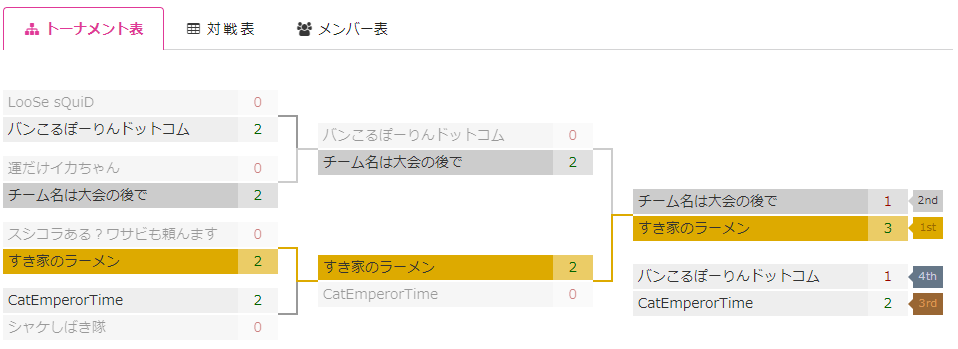 トーナメント表 対戦表 メンバー表
LooSe sQuiD 0
バンこるぽーりんドットコム 2
運だけイカちゃん 0
チーム名は大会の後で 2
スシコラある？ワサビも頼んます 0
すき家のラーメン 2
CatEmperorTime 2
シャケしばき隊 0
バンこるぽーりんドットコム 0
チーム名は大会の後で 2
すき家のラーメン 2
CatEmperorTime 0
チーム名は大会の後で 1 2nd
すき家のラーメン 3 1st
バンこるぽーりんドットコム 1 4th
CatEmperorTime 2 3rd